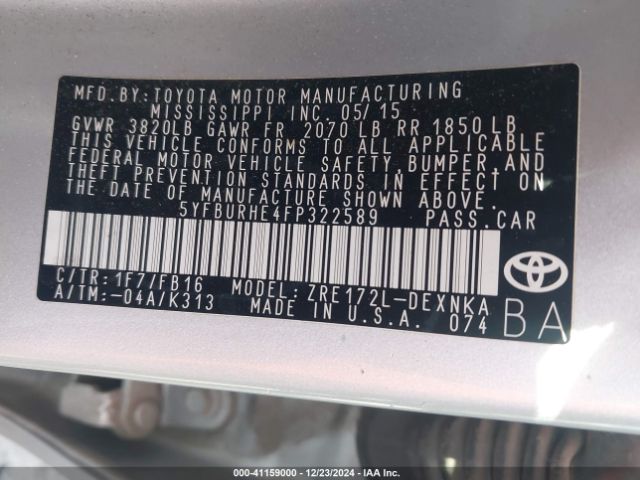 MFD. BY: TOYOTA MOTOR MANUFACTURING
MISSISSIPPI INC. 05/15
GVWR 3820LB GAWR FR 2070 LB RR 1850 LB
THIS VEHICLE CONFORMS TO ALL APPLICABLE
FEDERAL MOTOR VEHICLE SAFETY, BUMPER, AND
THEFT PREVENTION STANDARDS IN EFFECT ON
THE DATE OF MANUFACTURE SHOWN ABOVE.
5YFBURHE4FP322589 PASS. CAR
C/TR: 1F7/FB16 MODEL: ZRE172L-DEXNKA
A/TM: -04A/K313 MADE IN U.S.A. 074
BA
000-41159000 | 12/23/2024 | IAA Inc.